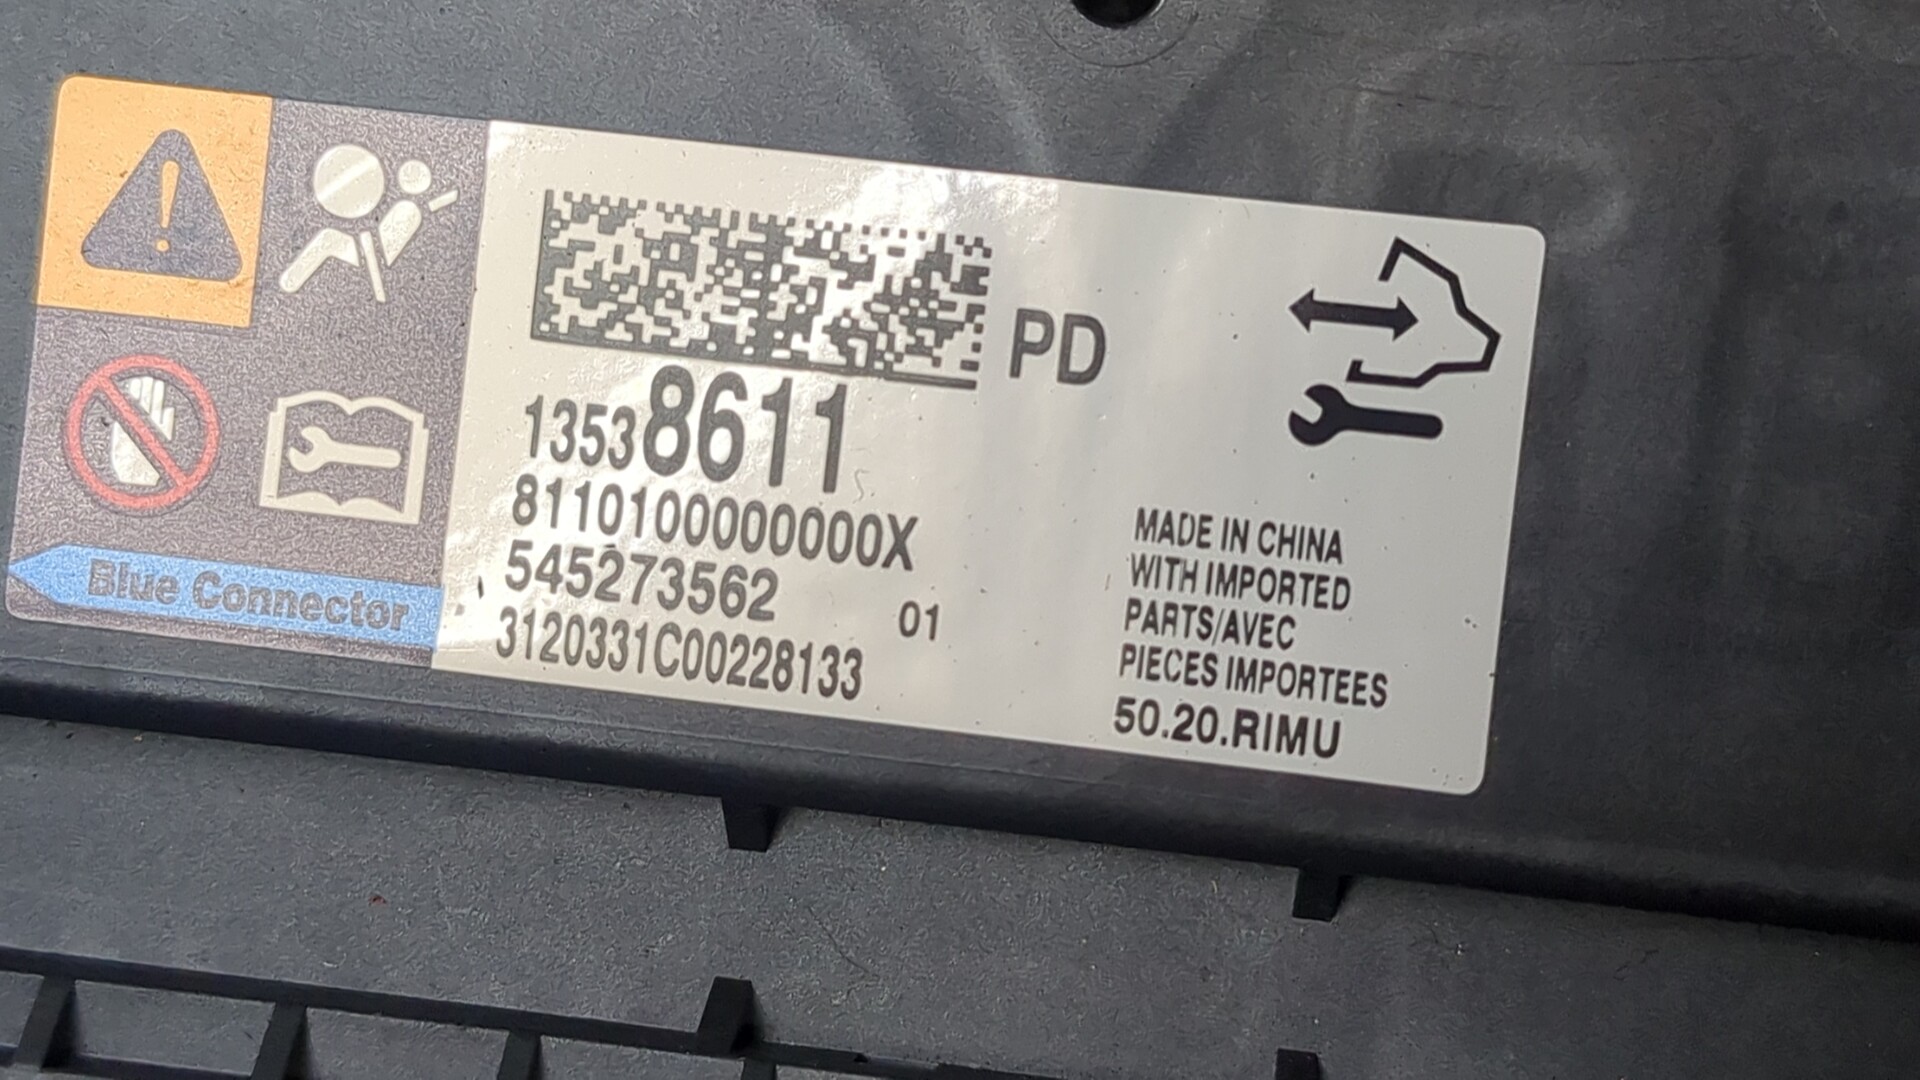 PD
13538611
8110100000000X
545273562
01
3120331C00228133
Blue Connector
MADE IN CHINA
WITH IMPORTED
PARTS/AVEC
PIECES IMPORTEES
50.20.RIMU